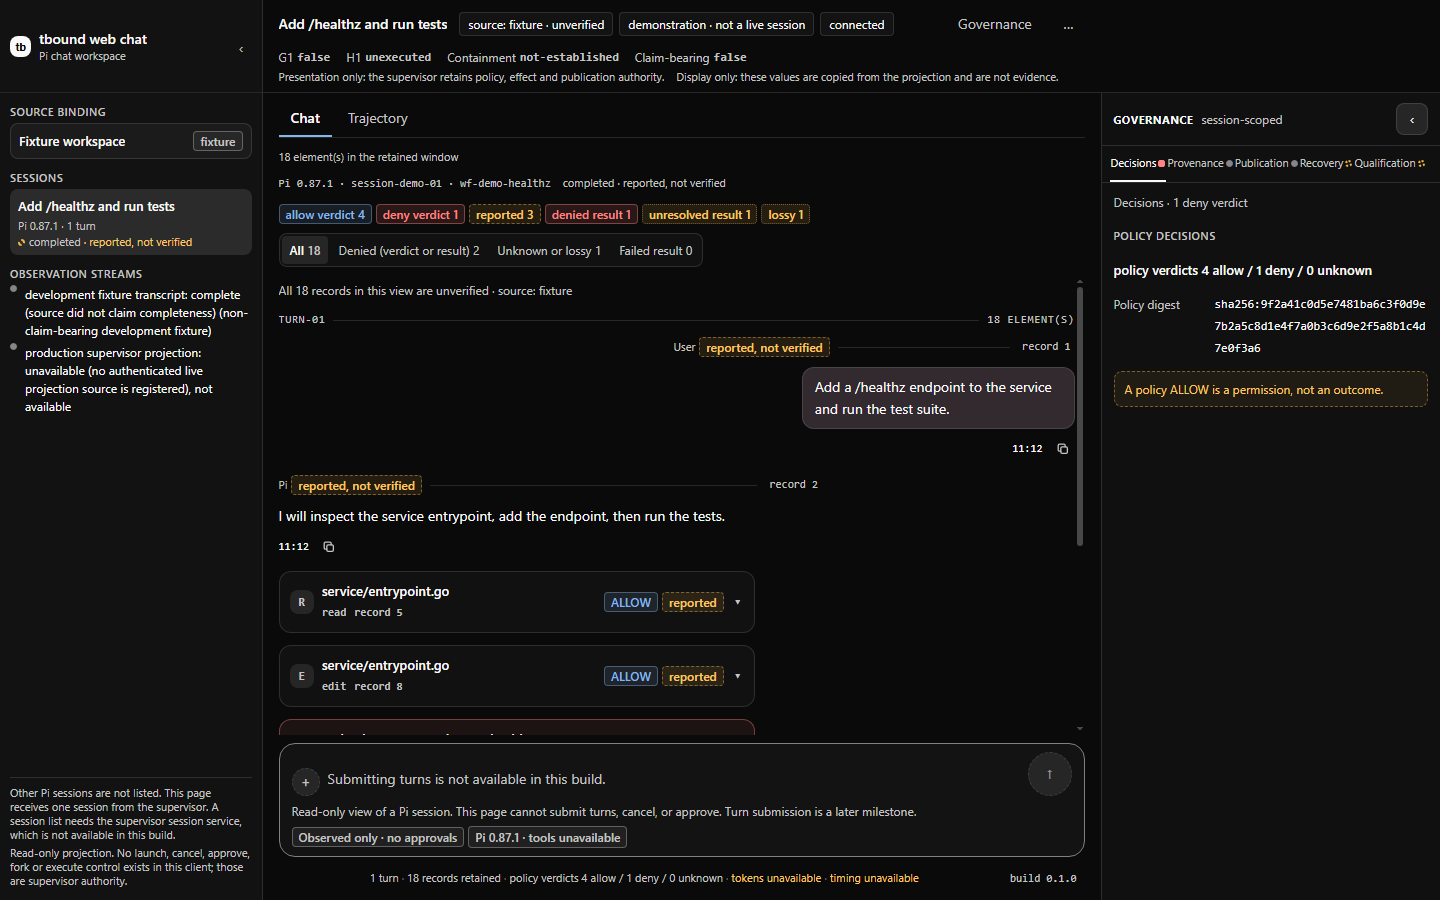 tb
tbound web chat
Pi chat workspace
‹
SOURCE BINDING
Fixture workspace fixture
SESSIONS
Add /healthz and run tests
Pi 0.87.1 · 1 turn
completed · reported, not verified
OBSERVATION STREAMS
development fixture transcript: complete
(source did not claim completeness) (non-
claim-bearing development fixture)
production supervisor projection:
unavailable (no authenticated live
projection source is registered), not
available
Other Pi sessions are not listed. This page
receives one session from the supervisor. A
session list needs the supervisor session service,
which is not available in this build.
Read-only projection. No launch, cancel, approve,
fork or execute control exists in this client; those
are supervisor authority.
Add /healthz and run tests source: fixture · unverified demonstration · not a live session connected Governance ...
G1 false H1 unexecuted Containment not-established Claim-bearing false
Presentation only: the supervisor retains policy, effect and publication authority. Display only: these values are copied from the projection and are not evidence.
Chat Trajectory
18 element(s) in the retained window
Pi 0.87.1 · session-demo-01 · wf-demo-healthz completed · reported, not verified
allow verdict 4 deny verdict 1 reported 3 denied result 1 unresolved result 1 lossy 1
All 18 Denied (verdict or result) 2 Unknown or lossy 1 Failed result 0
All 18 records in this view are unverified · source: fixture
TURN-01 18 ELEMENT(S)
User reported, not verified record 1
Add a /healthz endpoint to the service
and run the test suite.
11:12
Pi reported, not verified record 2
I will inspect the service entrypoint, add the endpoint, then run the tests.
11:12
R service/entrypoint.go ALLOW reported
read record 5
E service/entrypoint.go ALLOW reported
edit record 8
+ Submitting turns is not available in this build. ↑
Read-only view of a Pi session. This page cannot submit turns, cancel, or approve. Turn submission is a later milestone.
Observed only · no approvals Pi 0.87.1 · tools unavailable
1 turn · 18 records retained · policy verdicts 4 allow / 1 deny / 0 unknown · tokens unavailable · timing unavailable build 0.1.0
GOVERNANCE session-scoped ‹
Decisions Provenance Publication Recovery Qualification
Decisions · 1 deny verdict
POLICY DECISIONS
policy verdicts 4 allow / 1 deny / 0 unknown
Policy digest sha256:9f2a41c0d5e7481ba6c3f0d9e
7b2a5c8d1e4f7a0b3c6d9e2f5a8b1c4d
7e0f3a6
A policy ALLOW is a permission, not an outcome.